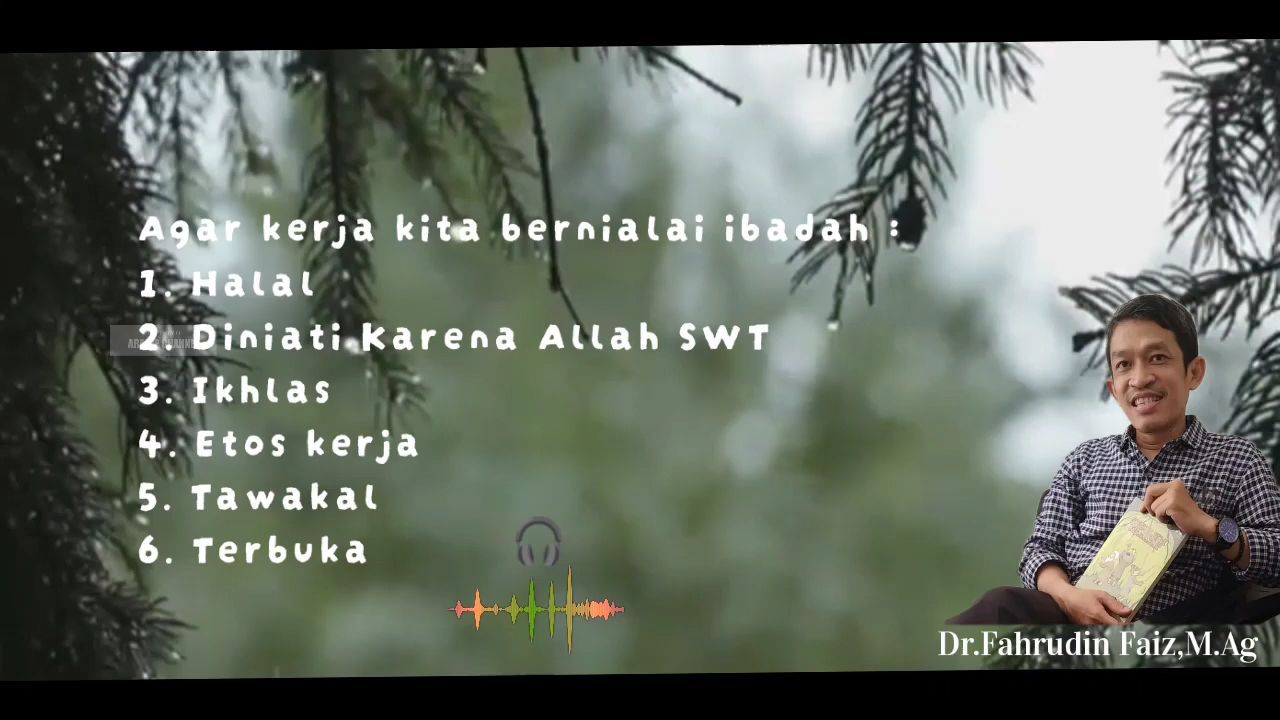 Agar kerja kita bernialai ibadah :
1. Halal
2. Diniati Karena Allah SWT
3. Ikhlas
4. Etos kerja
5. Tawakal
6. Terbuka
Dr.Fahrudin Faiz,M.Ag